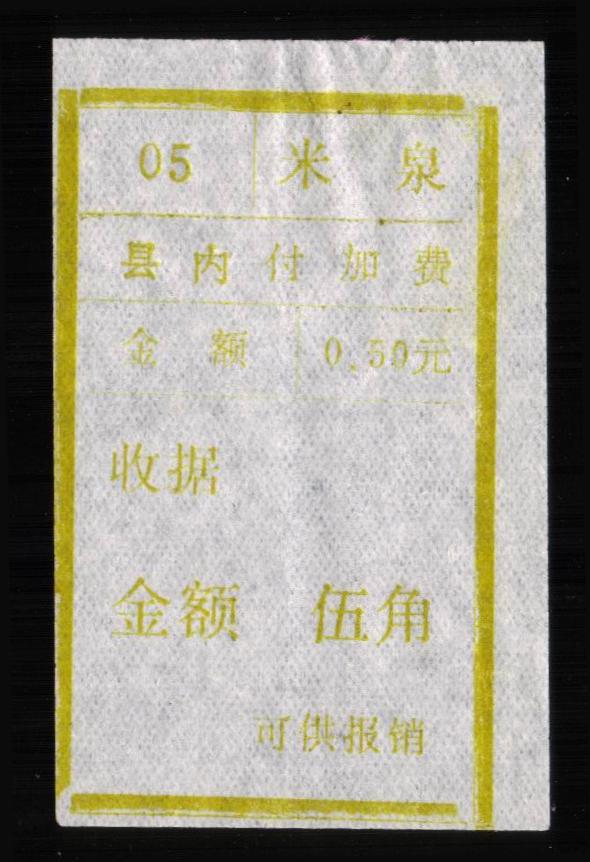 05 米泉
县内付加费
金额 0.50元
收据
金额 伍角
可供报销